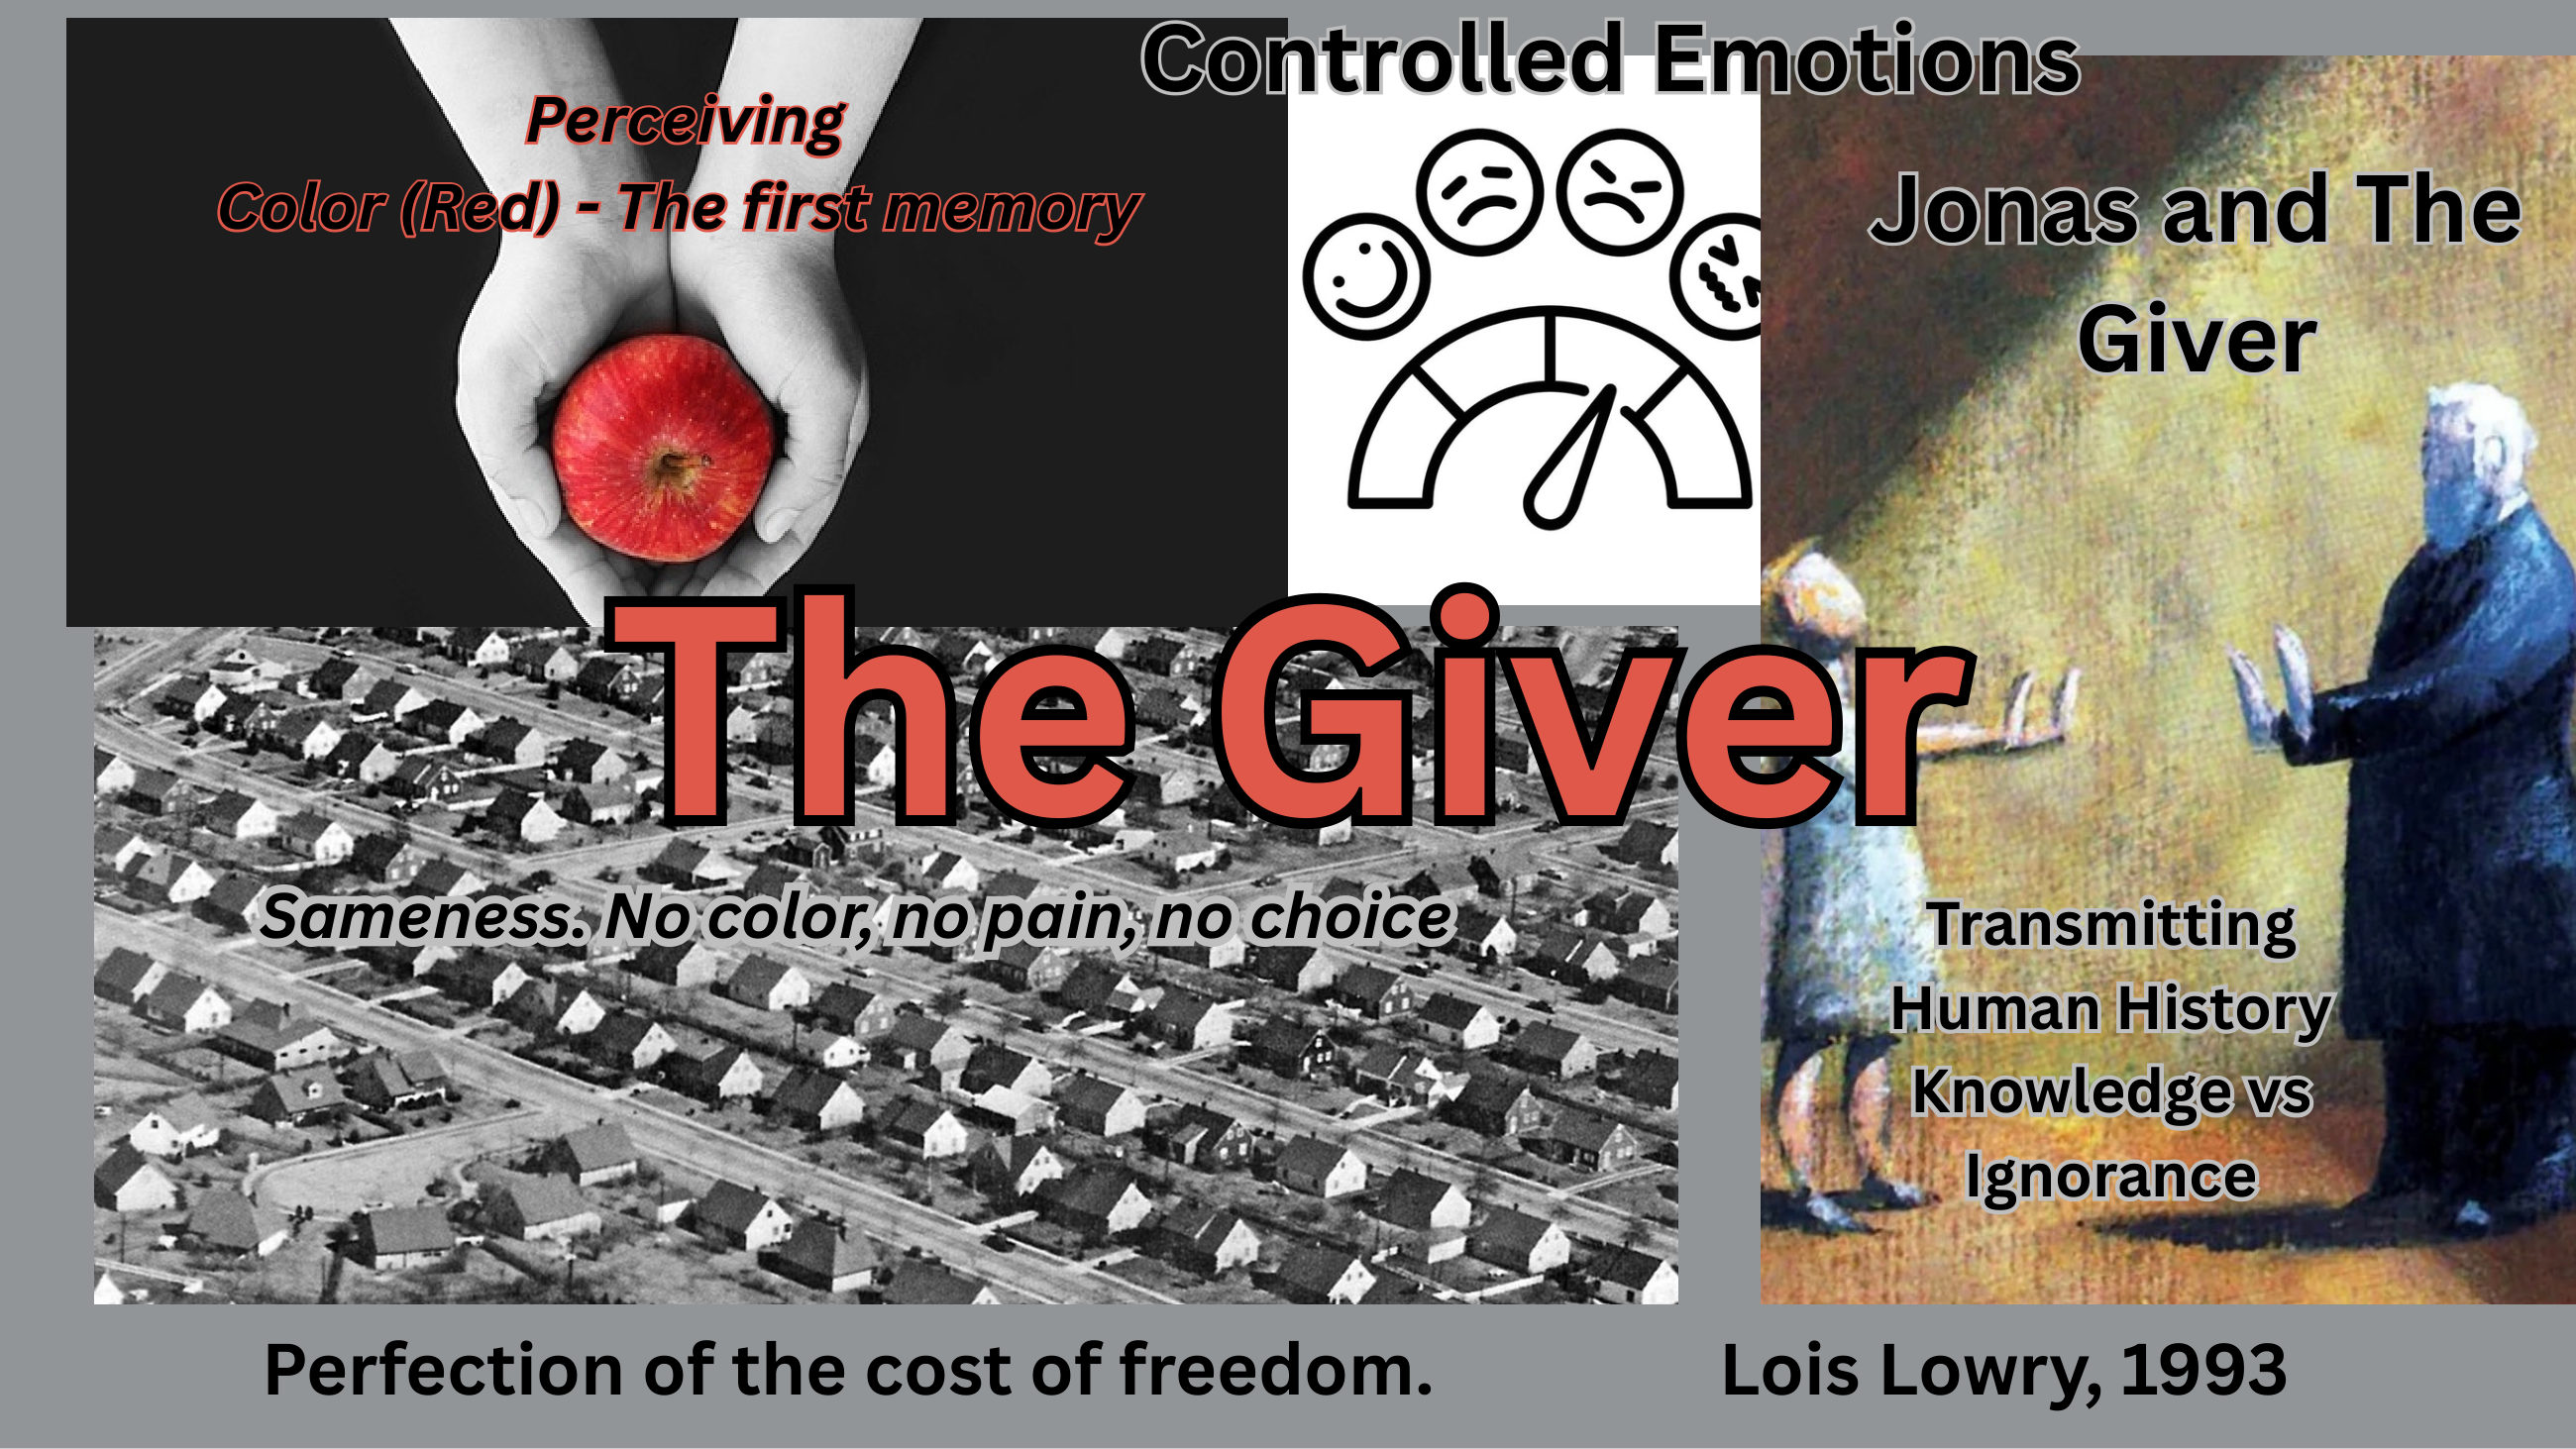 Controlled Emotions
Perceiving
Color (Red) - The first memory
Jonas and The
Giver
The Giver
Sameness. No color, no pain, no choice
Transmitting
Human History
Knowledge vs
Ignorance
Perfection of the cost of freedom.
Lois Lowry, 1993